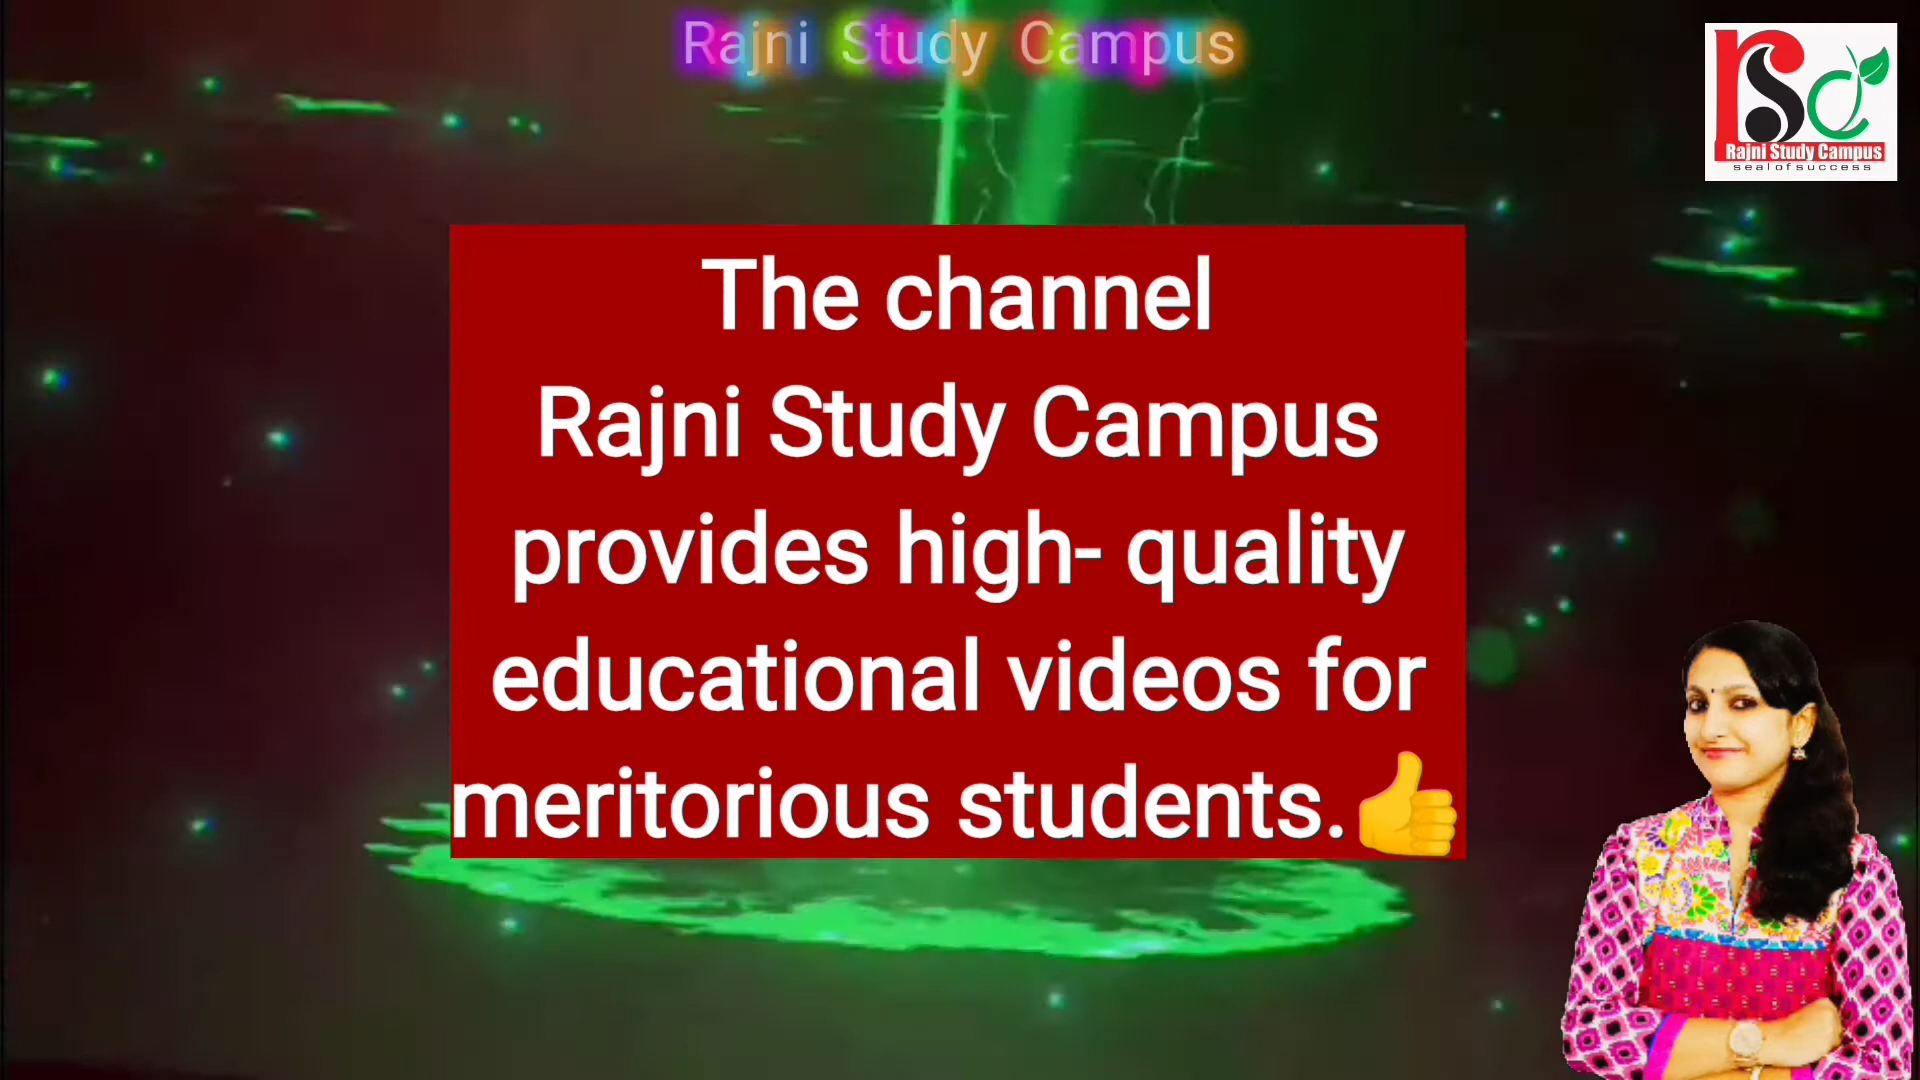 Rajni Study Campus
rsc
Rajni Study Campus
seal of success
The channel
Rajni Study Campus
provides high- quality
educational videos for
meritorious students.👍